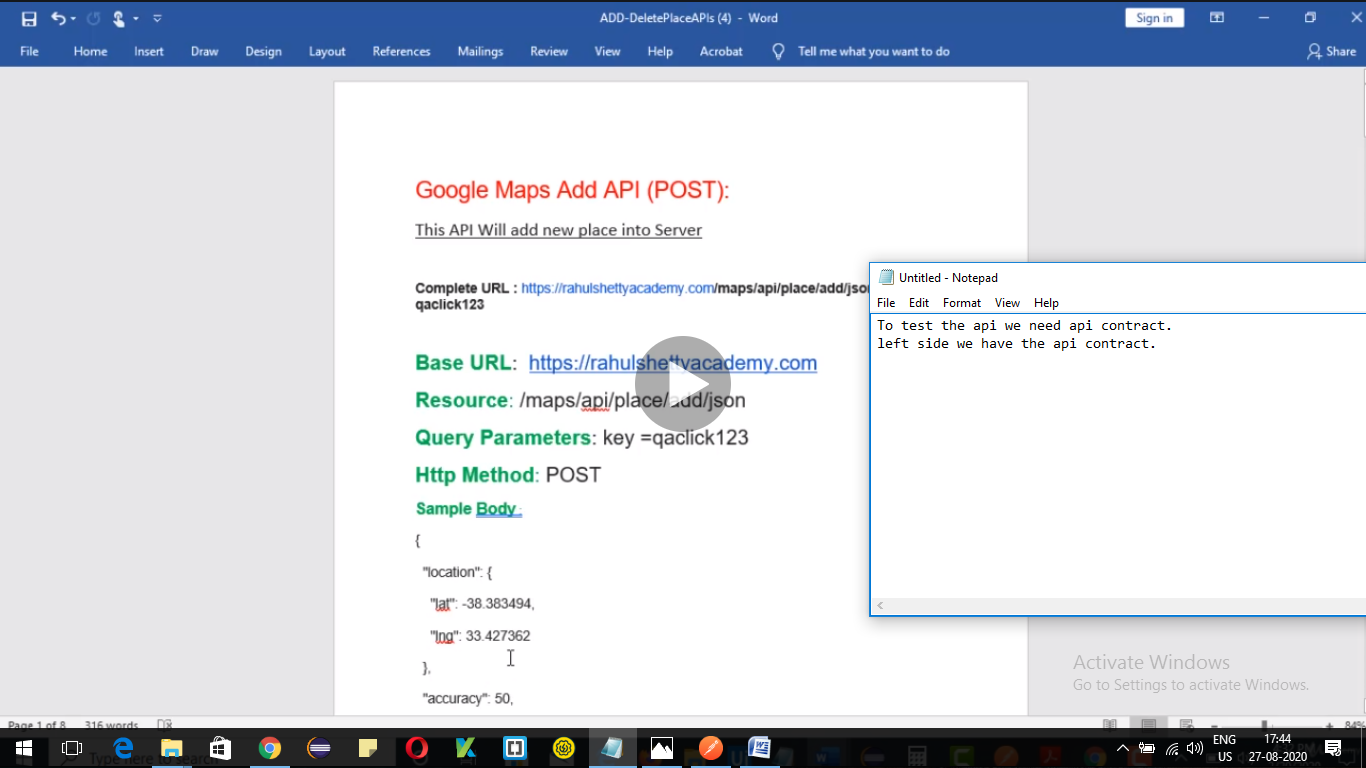 ADD-DeletePlaceAPIs (4) - Word
Sign in
File Home Insert Draw Design Layout References Mailings Review View Help Acrobat Tell me what you want to do Share
Google Maps Add API (POST):
This API Will add new place into Server
Complete URL : https://rahulshettyacademy.com/maps/api/place/add/json
qaclick123
Base URL: https://rahulshettyacademy.com
Resource: /maps/api/place/add/json
Query Parameters: key =qaclick123
Http Method: POST
Sample Body :
{
"location": {
"lat": -38.383494,
"lng": 33.427362
},
"accuracy": 50,
Untitled - Notepad
File Edit Format View Help
To test the api we need api contract.
left side we have the api contract.
Activate Windows
Go to Settings to activate Windows.
Page 1 of 8 316 words
84%
ENG
US
17:44
27-08-2020